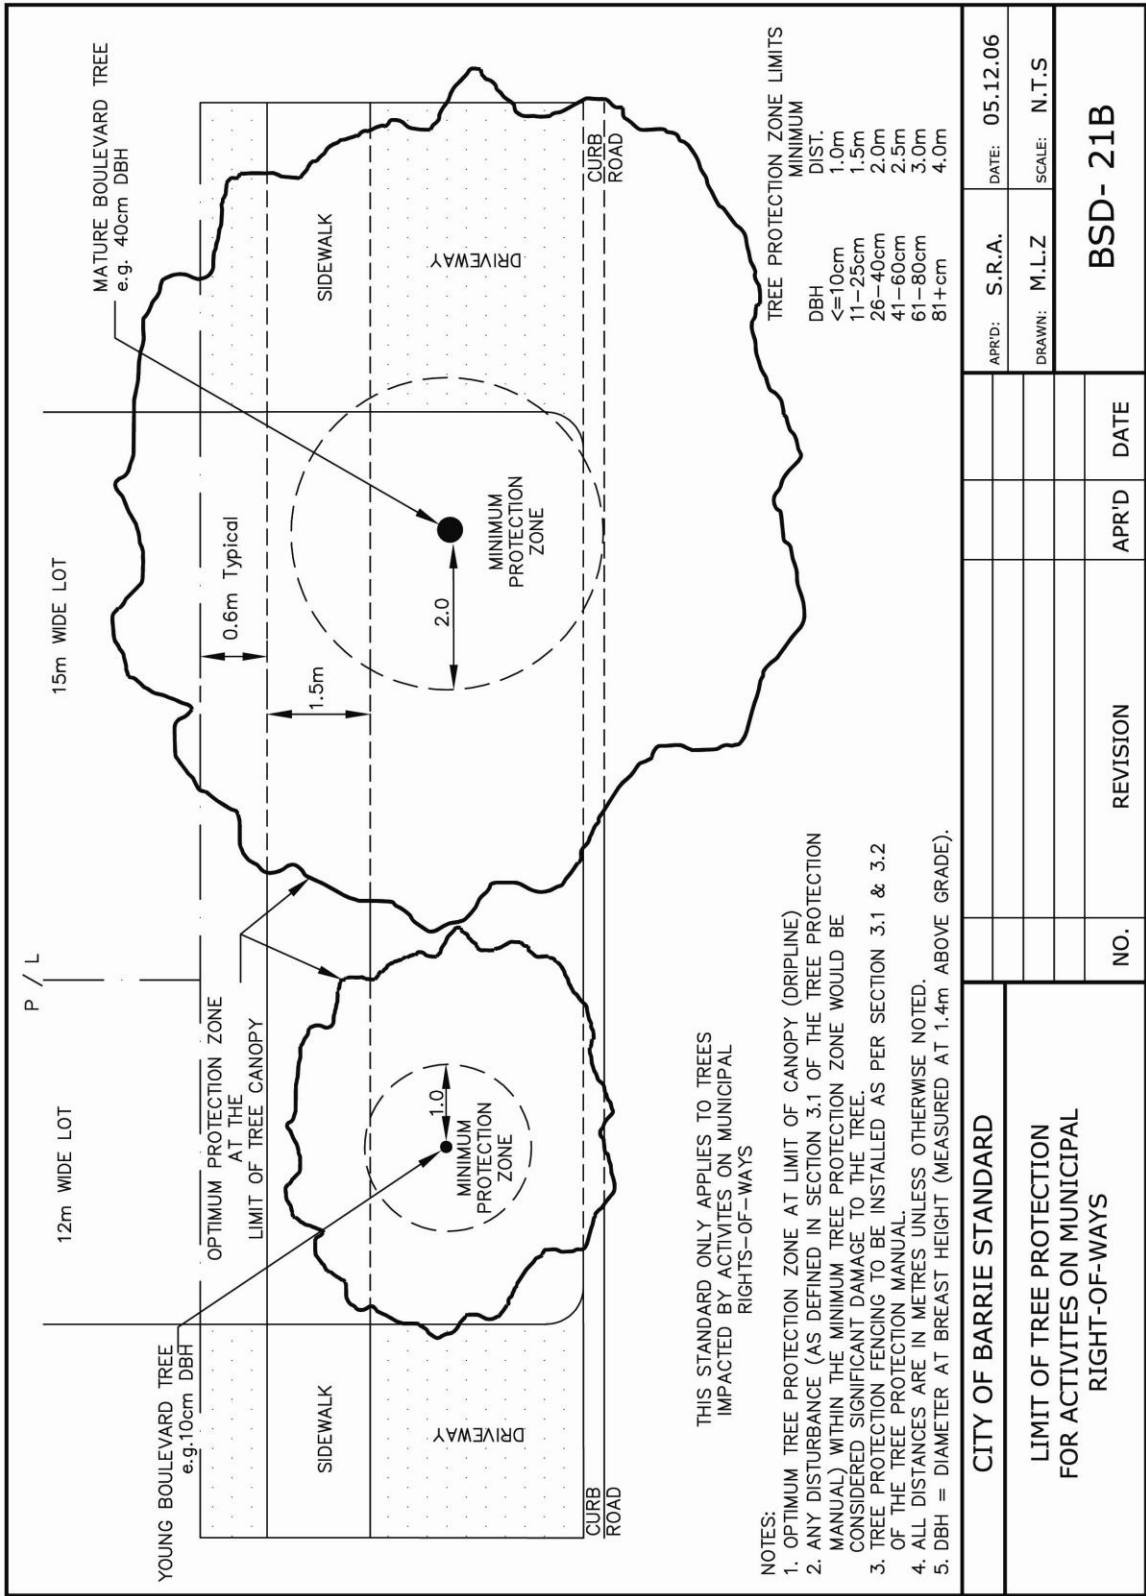 P / L
12m WIDE LOT
15m WIDE LOT
YOUNG BOULEVARD TREE
e.g.10cm DBH
OPTIMUM PROTECTION ZONE
AT THE
LIMIT OF TREE CANOPY
MATURE BOULEVARD TREE
e.g. 40cm DBH
0.6m Typical
1.5m
SIDEWALK
SIDEWALK
DRIVEWAY
DRIVEWAY
1.0
MINIMUM
PROTECTION
ZONE
2.0
MINIMUM
PROTECTION
ZONE
CURB
ROAD
CURB
ROAD
THIS STANDARD ONLY APPLIES TO TREES
IMPACTED BY ACTIVITES ON MUNICIPAL
RIGHTS-OF-WAYS
TREE PROTECTION ZONE LIMITS
MINIMUM
DBH DIST.
<=10cm 1.0m
11-25cm 1.5m
26-40cm 2.0m
41-60cm 2.5m
61-80cm 3.0m
81+cm 4.0m
NOTES:
1. OPTIMUM TREE PROTECTION ZONE AT LIMIT OF CANOPY (DRIPLINE)
2. ANY DISTURBANCE (AS DEFINED IN SECTION 3.1 OF THE TREE PROTECTION
MANUAL) WITHIN THE MINIMUM TREE PROTECTION ZONE WOULD BE
CONSIDERED SIGNIFICANT DAMAGE TO THE TREE.
3. TREE PROTECTION FENCING TO BE INSTALLED AS PER SECTION 3.1 & 3.2
OF THE TREE PROTECTION MANUAL.
4. ALL DISTANCES ARE IN METRES UNLESS OTHERWISE NOTED.
5. DBH = DIAMETER AT BREAST HEIGHT (MEASURED AT 1.4m ABOVE GRADE).
CITY OF BARRIE STANDARD
LIMIT OF TREE PROTECTION
FOR ACTIVITES ON MUNICIPAL
RIGHT-OF-WAYS
NO. REVISION APR'D DATE
APR'D: S.R.A. DATE: 05.12.06
DRAWN: M.L.Z SCALE: N.T.S
BSD- 21B